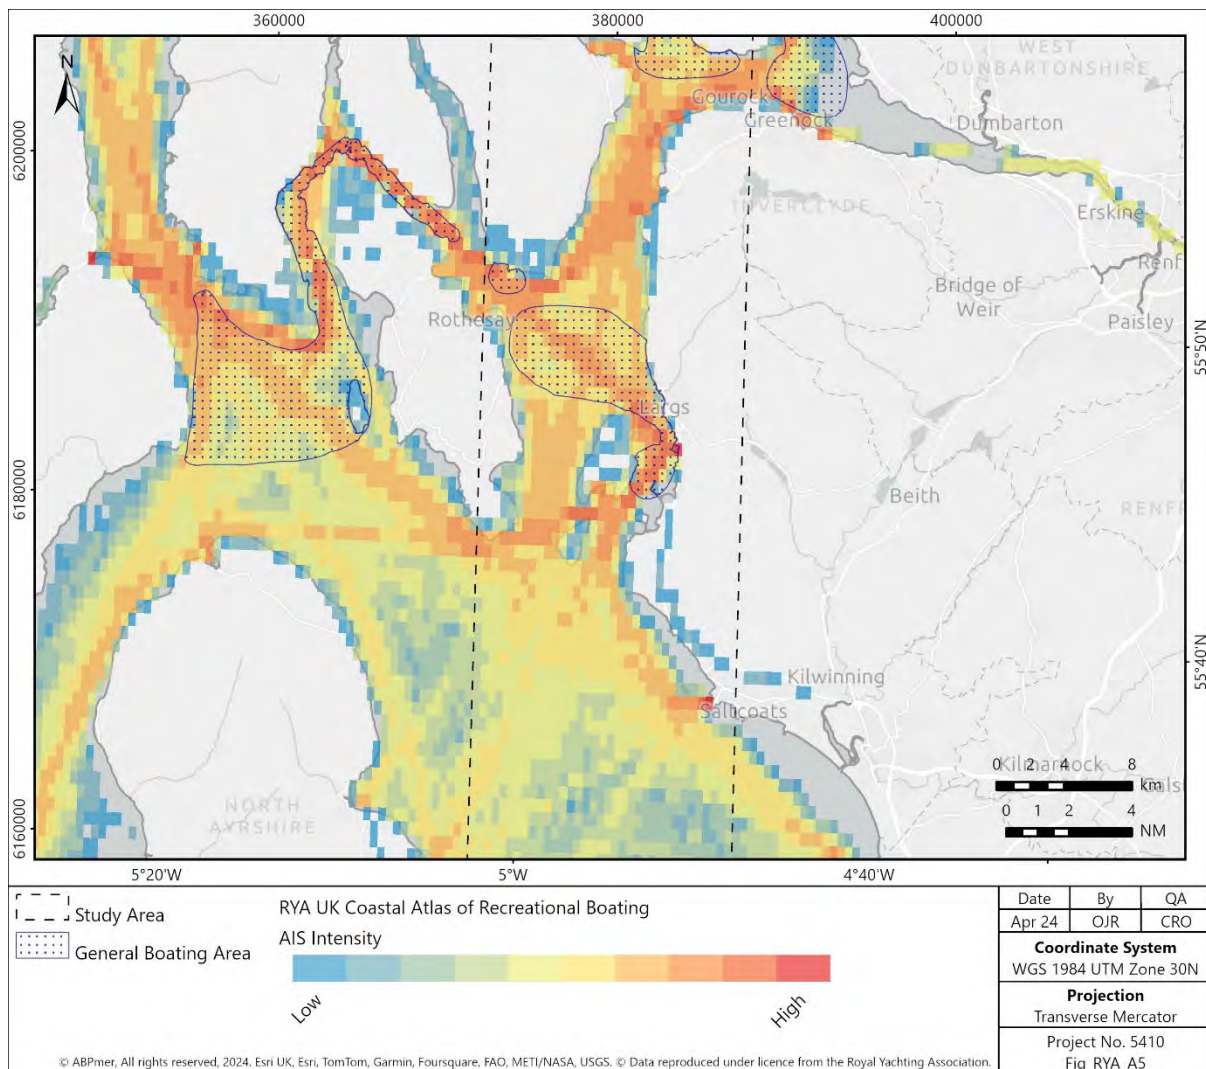 360000
380000
400000
N
WEST
DUNBARTONSHIRE
Gourock
Greenock
Dumbarton
6200000
INVERCLYDE
Erskine
Renf
Bridge of
Weir
Paisley
Rothesay
55°50'N
Largs
6180000
Beith
RENFR
55°40'N
Kilwinning
Saltcoats
Kilmarnock
Gals
0 2 4 8
km
0 1 2 4
NM
NORTH
AYRSHIRE
6160000
5°20'W
5°W
4°40'W
Study Area
General Boating Area
RYA UK Coastal Atlas of Recreational Boating
AIS Intensity
Low
High
Date By QA
Apr 24 OJR CRO
Coordinate System
WGS 1984 UTM Zone 30N
Projection
Transverse Mercator
Project No. 5410
Fig_RYA_A5
© ABPmer, All rights reserved, 2024. Esri UK, Esri, TomTom, Garmin, Foursquare, FAO, METI/NASA, USGS. © Data reproduced under licence from the Royal Yachting Association.